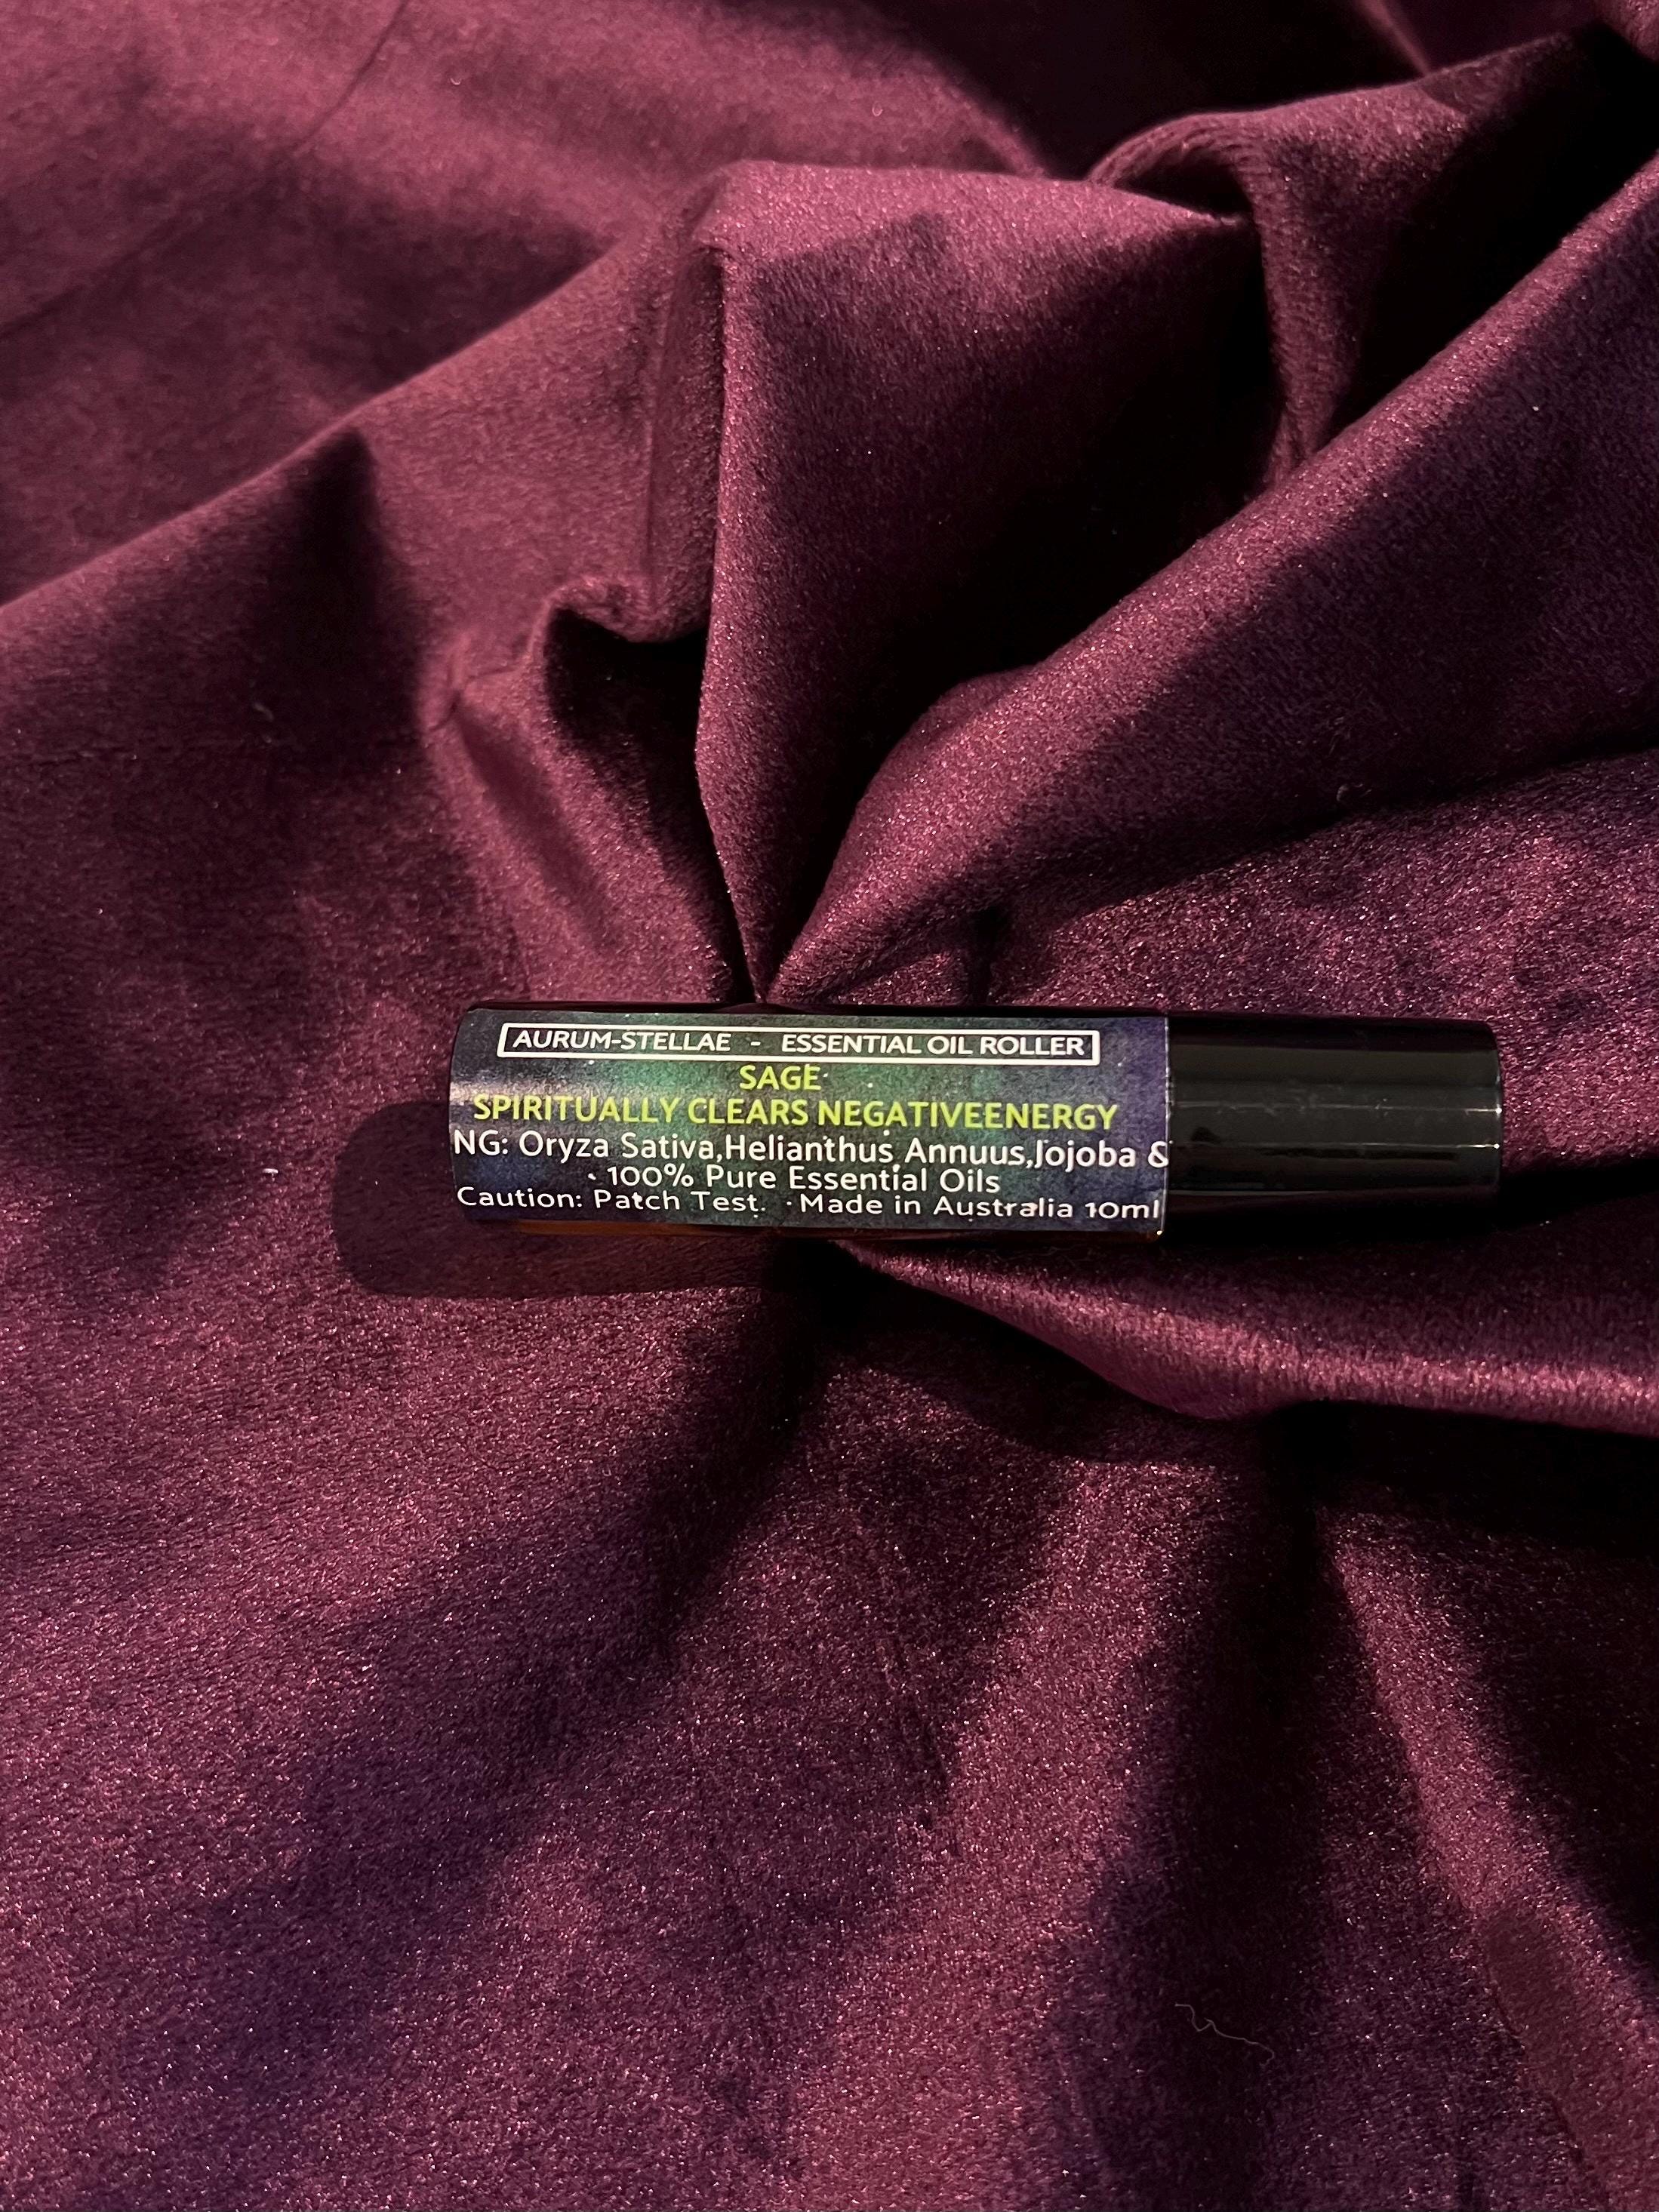 AURUM-STELLAE - ESSENTIAL OIL ROLLER
SAGE
SPIRITUALLY CLEARS NEGATIVEENERGY
NG: Oryza Sativa,Helianthus Annuus,Jojoba &
100% Pure Essential Oils
Caution: Patch Test. Made in Australia 10ml